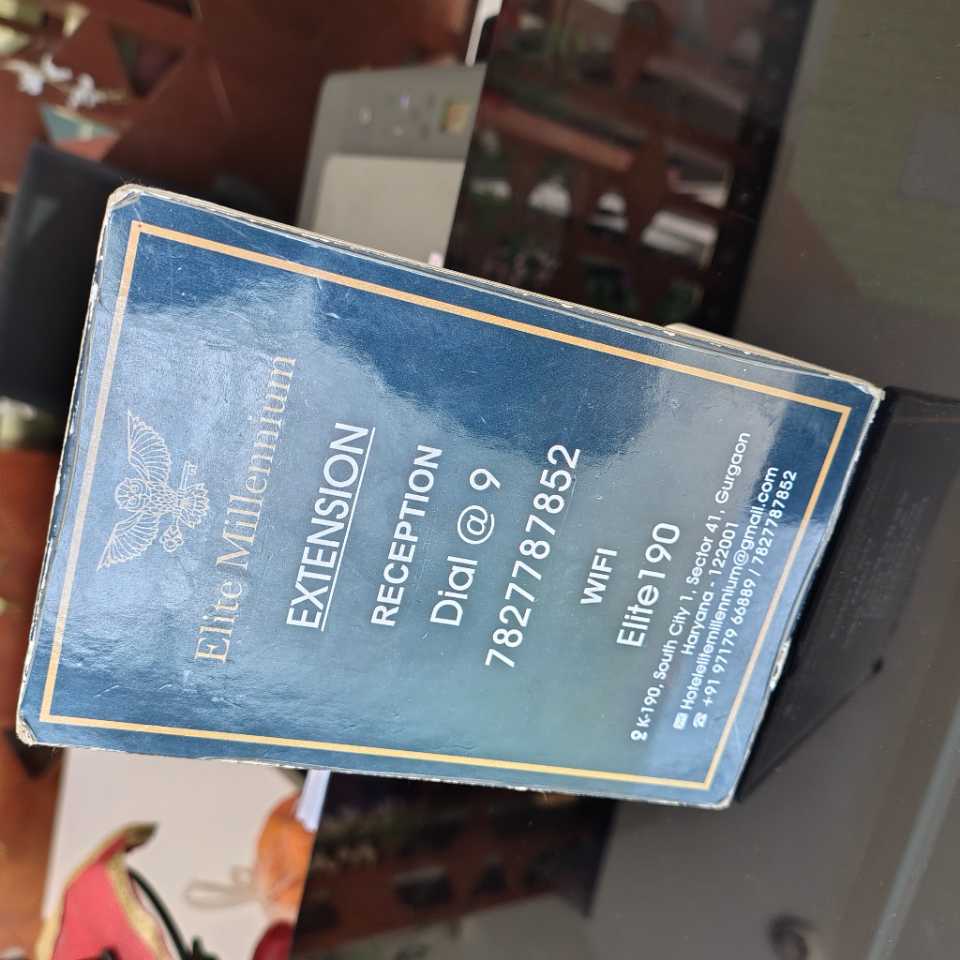 Elite Millennium
EXTENSION
RECEPTION
Dial @ 9
7827787852
WIFI
Elite190
K-190, South City 1, Sector 41, Gurgaon
Haryana - 122001
Hotelelitemillennium@gmail.com
+91 97179 66889 / 7827787852